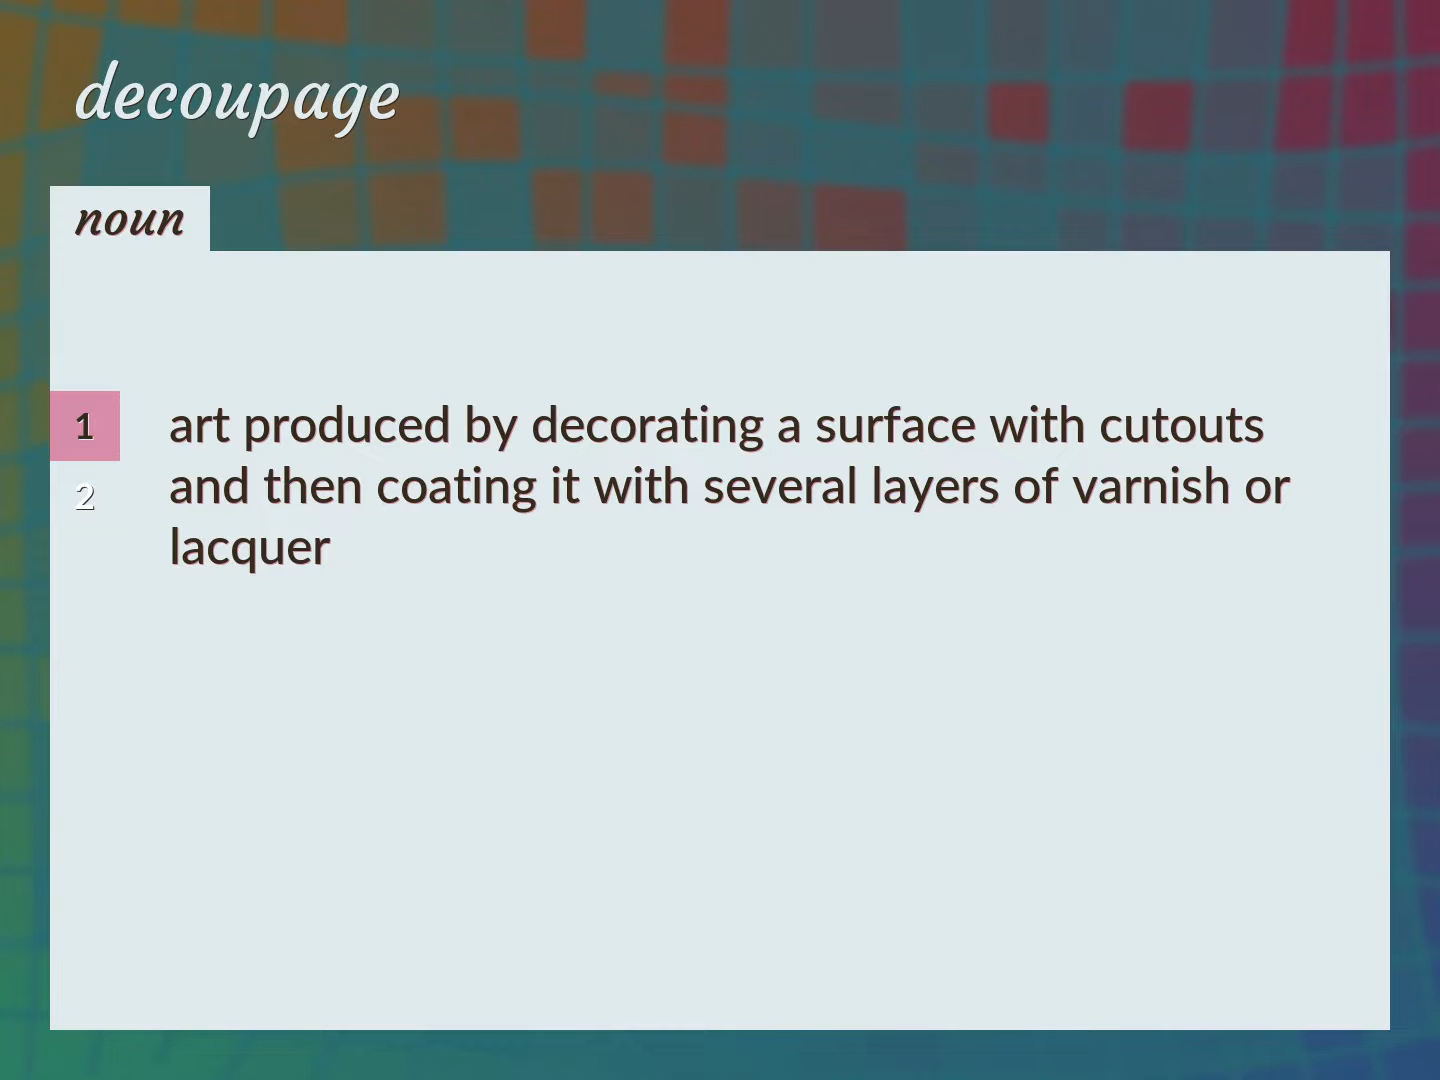 decoupage
noun
1
art produced by decorating a surface with cutouts
and then coating it with several layers of varnish or
lacquer
2